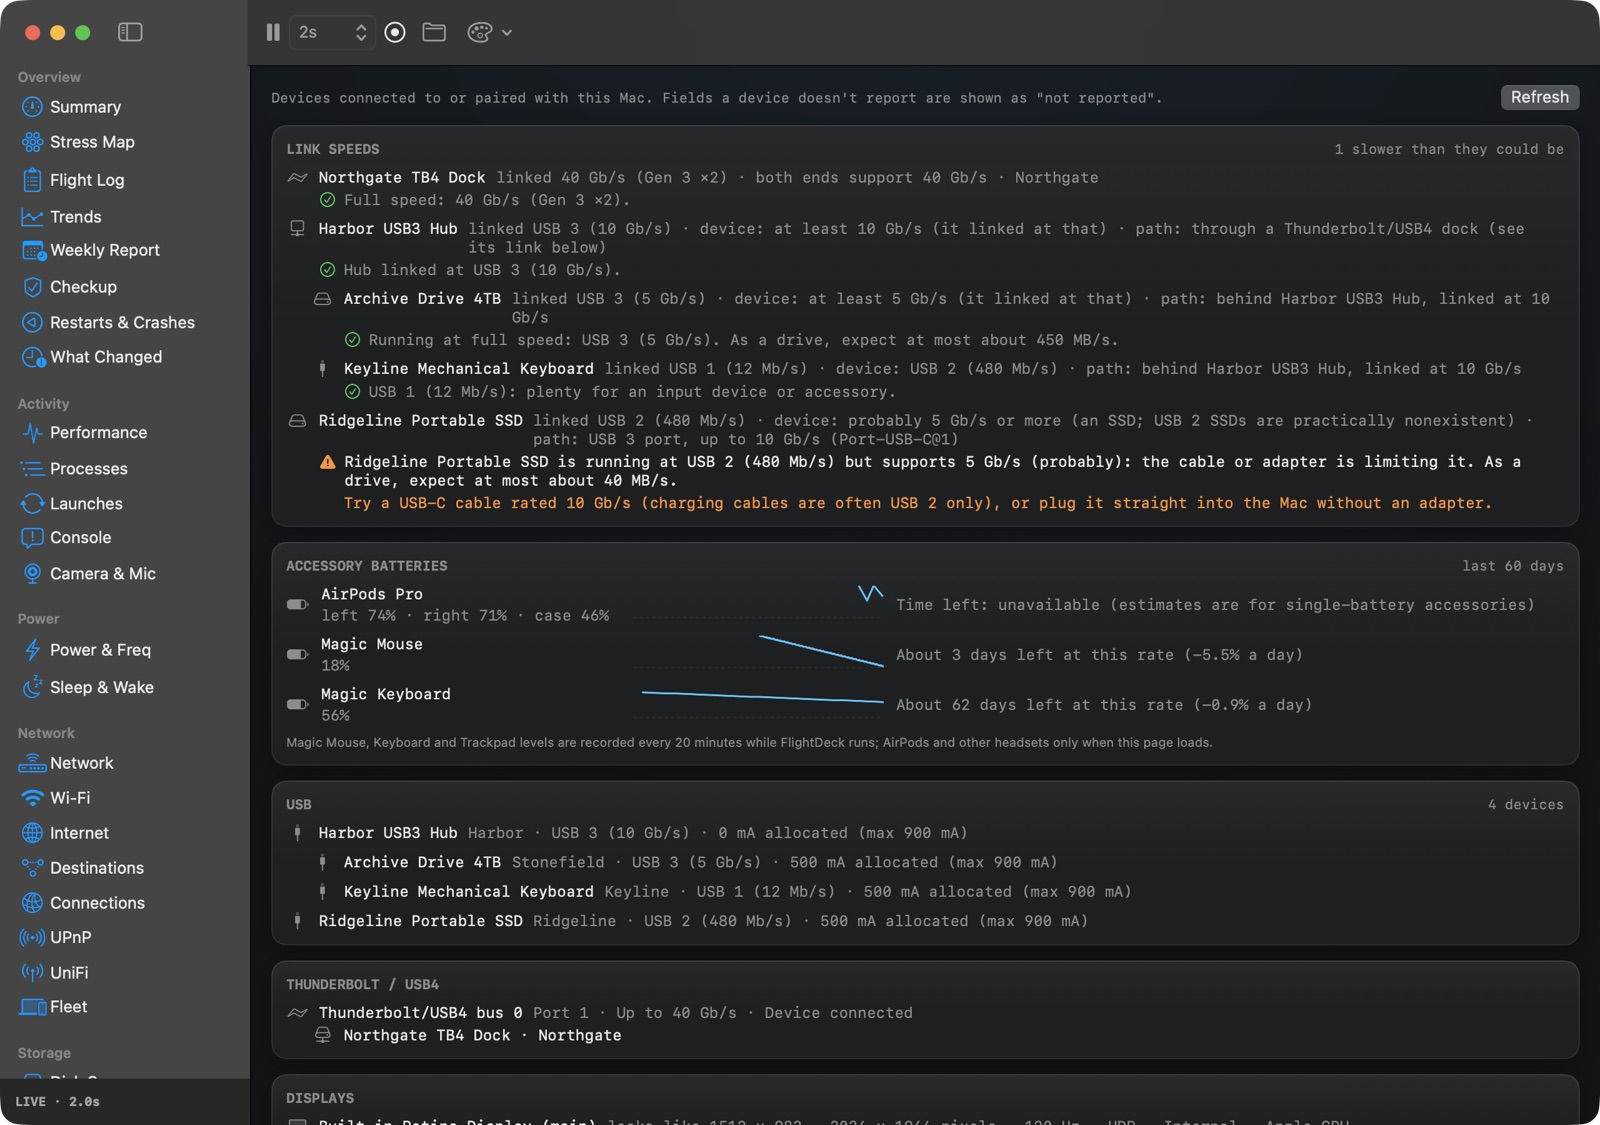 2s
Overview
Summary
Stress Map
Flight Log
Trends
Weekly Report
Checkup
Restarts & Crashes
What Changed
Activity
Performance
Processes
Launches
Console
Camera & Mic
Power
Power & Freq
Sleep & Wake
Network
Network
Wi-Fi
Internet
Destinations
Connections
UPnP
UniFi
Fleet
Storage
LIVE · 2.0s
Devices connected to or paired with this Mac. Fields a device doesn't report are shown as "not reported".
Refresh
LINK SPEEDS
1 slower than they could be
Northgate TB4 Dock linked 40 Gb/s (Gen 3 ×2) · both ends support 40 Gb/s · Northgate
Full speed: 40 Gb/s (Gen 3 ×2).
Harbor USB3 Hub linked USB 3 (10 Gb/s) · device: at least 10 Gb/s (it linked at that) · path: through a Thunderbolt/USB4 dock (see
its link below)
Hub linked at USB 3 (10 Gb/s).
Archive Drive 4TB linked USB 3 (5 Gb/s) · device: at least 5 Gb/s (it linked at that) · path: behind Harbor USB3 Hub, linked at 10
Gb/s
Running at full speed: USB 3 (5 Gb/s). As a drive, expect at most about 450 MB/s.
Keyline Mechanical Keyboard linked USB 1 (12 Mb/s) · device: USB 2 (480 Mb/s) · path: behind Harbor USB3 Hub, linked at 10 Gb/s
USB 1 (12 Mb/s): plenty for an input device or accessory.
Ridgeline Portable SSD linked USB 2 (480 Mb/s) · device: probably 5 Gb/s or more (an SSD; USB 2 SSDs are practically nonexistent) ·
path: USB 3 port, up to 10 Gb/s (Port-USB-C@1)
Ridgeline Portable SSD is running at USB 2 (480 Mb/s) but supports 5 Gb/s (probably): the cable or adapter is limiting it. As a
drive, expect at most about 40 MB/s.
Try a USB-C cable rated 10 Gb/s (charging cables are often USB 2 only), or plug it straight into the Mac without an adapter.
ACCESSORY BATTERIES
last 60 days
AirPods Pro
left 74% · right 71% · case 46%
Time left: unavailable (estimates are for single-battery accessories)
Magic Mouse
18%
About 3 days left at this rate (−5.5% a day)
Magic Keyboard
56%
About 62 days left at this rate (−0.9% a day)
Magic Mouse, Keyboard and Trackpad levels are recorded every 20 minutes while FlightDeck runs; AirPods and other headsets only when this page loads.
USB
4 devices
Harbor USB3 Hub Harbor · USB 3 (10 Gb/s) · 0 mA allocated (max 900 mA)
Archive Drive 4TB Stonefield · USB 3 (5 Gb/s) · 500 mA allocated (max 900 mA)
Keyline Mechanical Keyboard Keyline · USB 1 (12 Mb/s) · 500 mA allocated (max 900 mA)
Ridgeline Portable SSD Ridgeline · USB 2 (480 Mb/s) · 500 mA allocated (max 900 mA)
THUNDERBOLT / USB4
Thunderbolt/USB4 bus 0 Port 1 · Up to 40 Gb/s · Device connected
Northgate TB4 Dock · Northgate
DISPLAYS